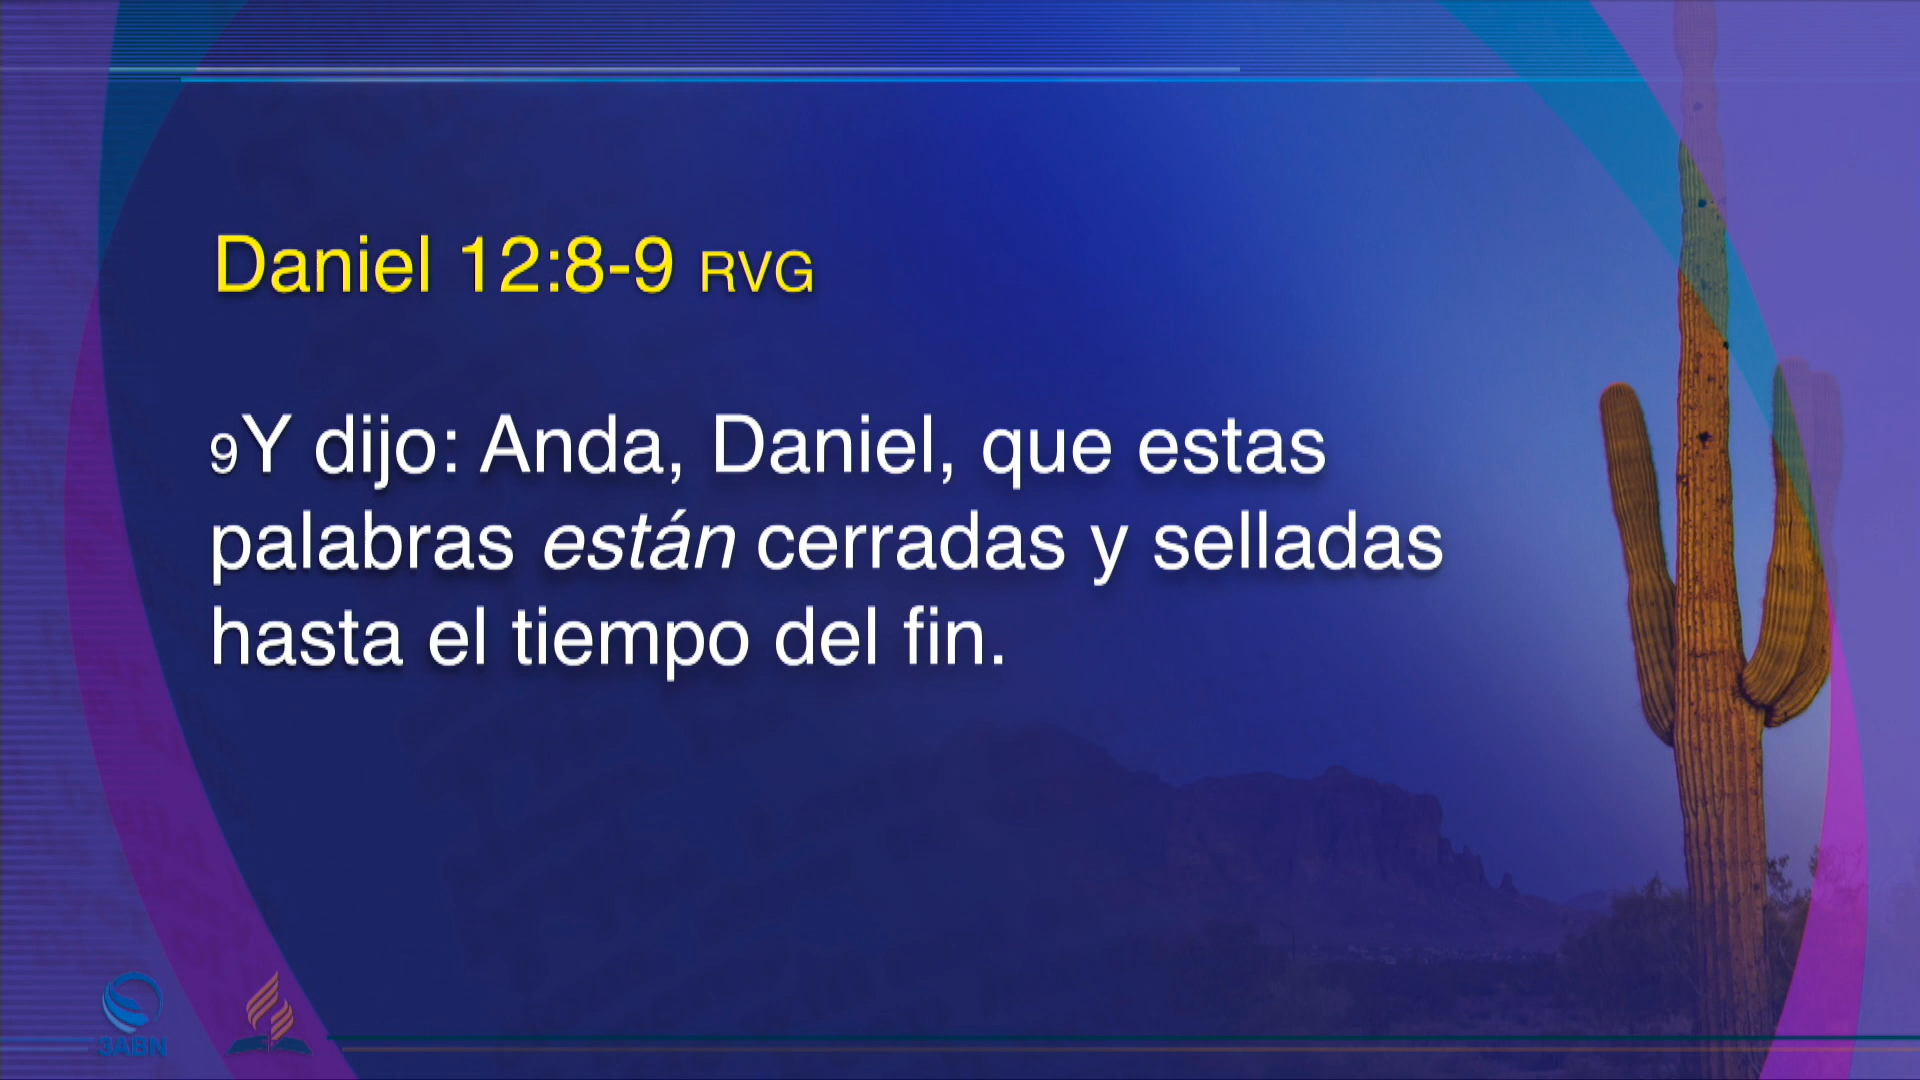 Daniel 12:8-9 RVG
9Y dijo: Anda, Daniel, que estas
palabras están cerradas y selladas
hasta el tiempo del fin.
3ABN